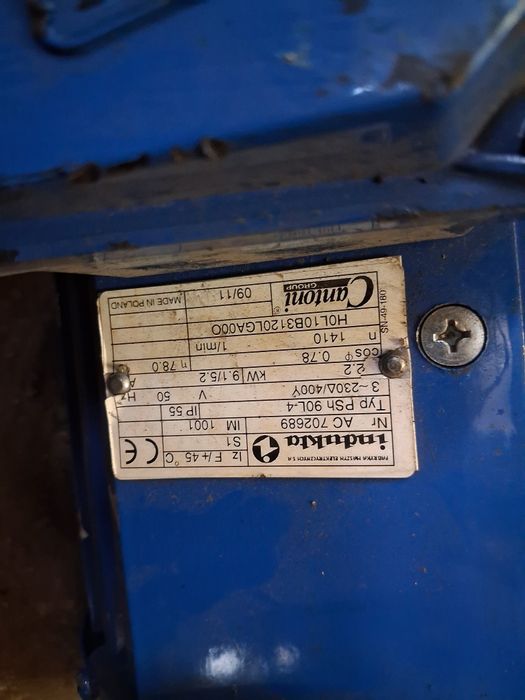 FABRYKA MASZYN ELEKTRYCZNYCH S.A.
indukta
Iz F/+ 45 °C
S1
CE
Nr AC 702689 IM 1001
Typ PSh 90L-4 IP 55
3~230Δ/400Y V 50 Hz
2.2 kW 9.1/5.2 A
cosφ 0.78 η 78.0
n 1410 1/min
H0L10B3120LGA000
Cantoni
GROUP
09/11
MADE IN POLAND
SN-49-180